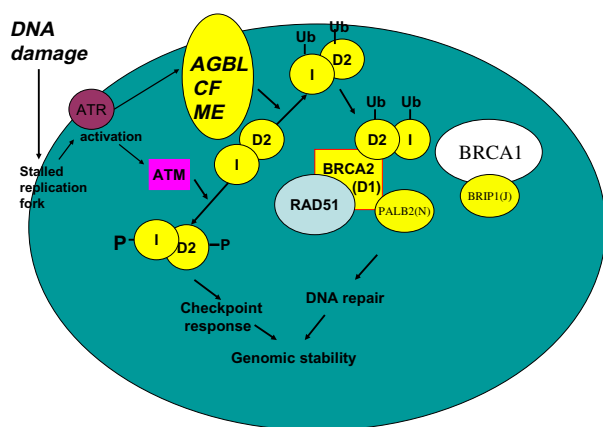 DNA
damage
ATR
activation
Stalled
replication
fork
ATM
AGBL
CF
ME
D2
I
Ub
Ub
D2
I
Ub
Ub
D2
I
BRCA2
(D1)
RAD51
PALB2(N)
BRCA1
BRIP1(J)
P
I
D2
P
Checkpoint
response
DNA repair
Genomic stability